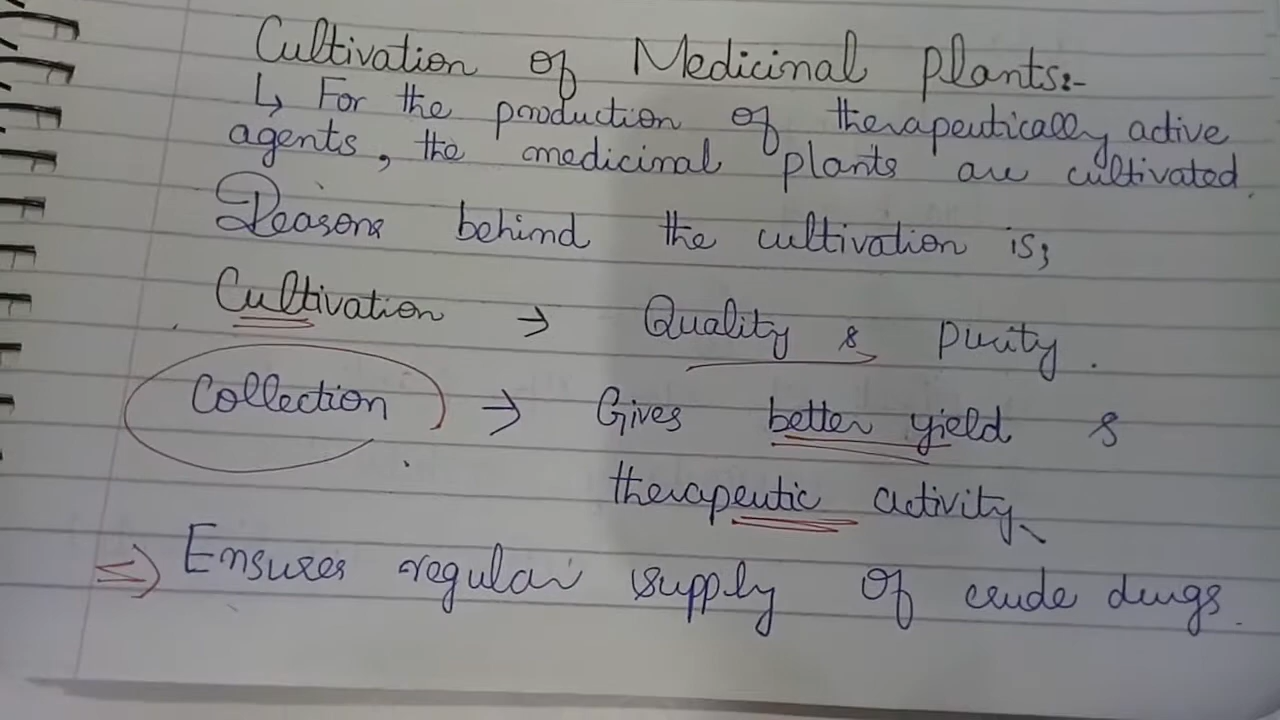 Cultivation of Medicinal Plants:-
↳ For the production of therapeutically active
agents, the medicinal plants are cultivated.
Reasons behind the cultivation is;
Cultivation → Quality & Purity.
Collection → Gives better yield &
therapeutic activity
⇒ Ensures regular supply of crude drugs.